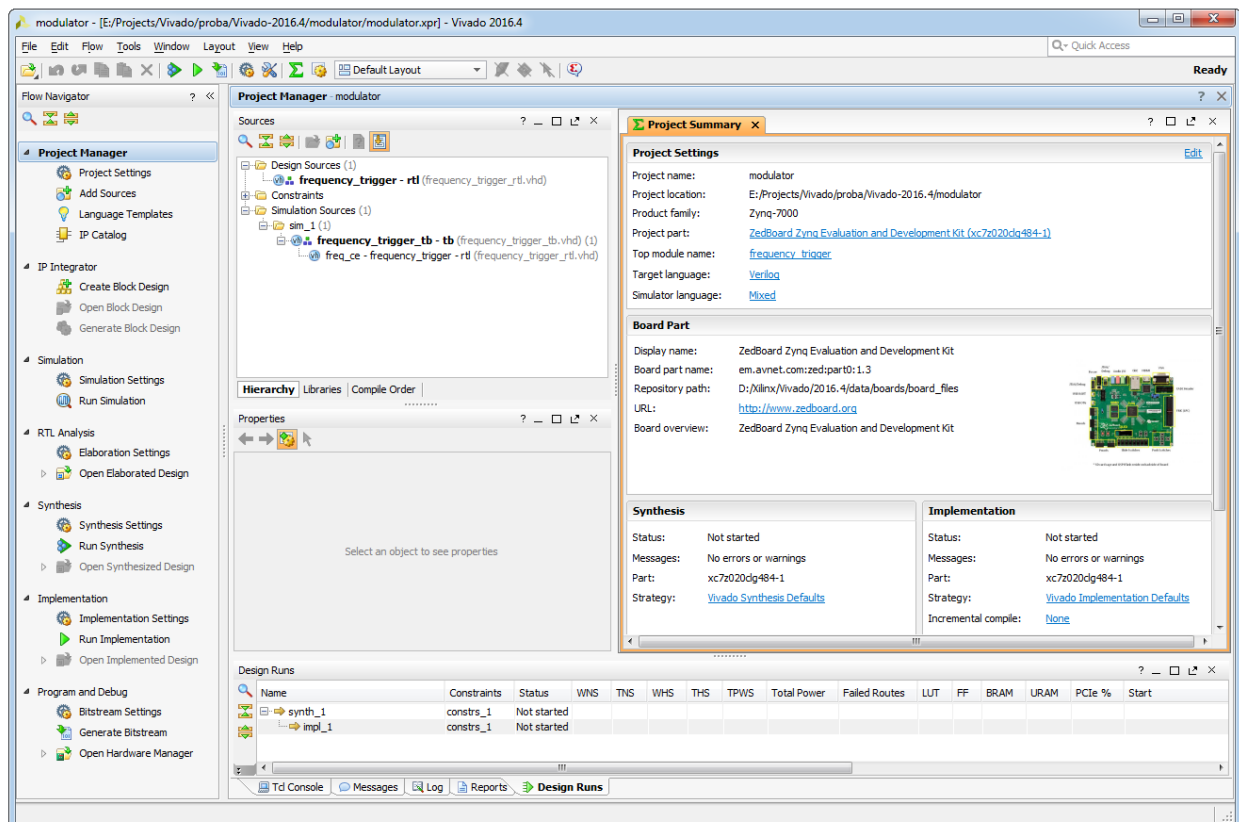 modulator - [E:/Projects/Vivado/proba/Vivado-2016.4/modulator/modulator.xpr] - Vivado 2016.4
File Edit Flow Tools Window Layout View Help
Quick Access
Default Layout
Ready
Flow Navigator
Project Manager
Project Settings
Add Sources
Language Templates
IP Catalog
IP Integrator
Create Block Design
Open Block Design
Generate Block Design
Simulation
Simulation Settings
Run Simulation
RTL Analysis
Elaboration Settings
Open Elaborated Design
Synthesis
Synthesis Settings
Run Synthesis
Open Synthesized Design
Implementation
Implementation Settings
Run Implementation
Open Implemented Design
Program and Debug
Bitstream Settings
Generate Bitstream
Open Hardware Manager
Project Manager - modulator
Sources
Design Sources (1)
frequency_trigger - rtl (frequency_trigger_rtl.vhd)
Constraints
Simulation Sources (1)
sim_1 (1)
frequency_trigger_tb - tb (frequency_trigger_tb.vhd) (1)
freq_ce - frequency_trigger - rtl (frequency_trigger_rtl.vhd)
Hierarchy Libraries Compile Order
Properties
Select an object to see properties
Project Summary
Project Settings Edit
Project name: modulator
Project location: E:/Projects/Vivado/proba/Vivado-2016.4/modulator
Product family: Zynq-7000
Project part: ZedBoard Zynq Evaluation and Development Kit (xc7z020clg484-1)
Top module name: frequency_trigger
Target language: Verilog
Simulator language: Mixed
Board Part
Display name: ZedBoard Zynq Evaluation and Development Kit
Board part name: em.avnet.com:zed:part0:1.3
Repository path: D:/Xilinx/Vivado/2016.4/data/boards/board_files
URL: http://www.zedboard.org
Board overview: ZedBoard Zynq Evaluation and Development Kit
Synthesis
Status: Not started
Messages: No errors or warnings
Part: xc7z020clg484-1
Strategy: Vivado Synthesis Defaults
Implementation
Status: Not started
Messages: No errors or warnings
Part: xc7z020clg484-1
Strategy: Vivado Implementation Defaults
Incremental compile: None
Design Runs
Name Constraints Status WNS TNS WHS THS TPWS Total Power Failed Routes LUT FF BRAM URAM PCIe % Start
synth_1 constrs_1 Not started
impl_1 constrs_1 Not started
Tcl Console Messages Log Reports Design Runs